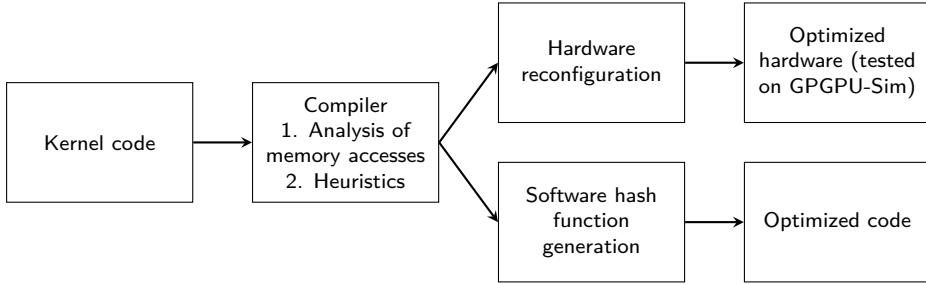 Kernel code
Compiler
1. Analysis of
memory accesses
2. Heuristics
Hardware
reconfiguration
Optimized
hardware (tested
on GPGPU-Sim)
Software hash
function
generation
Optimized code